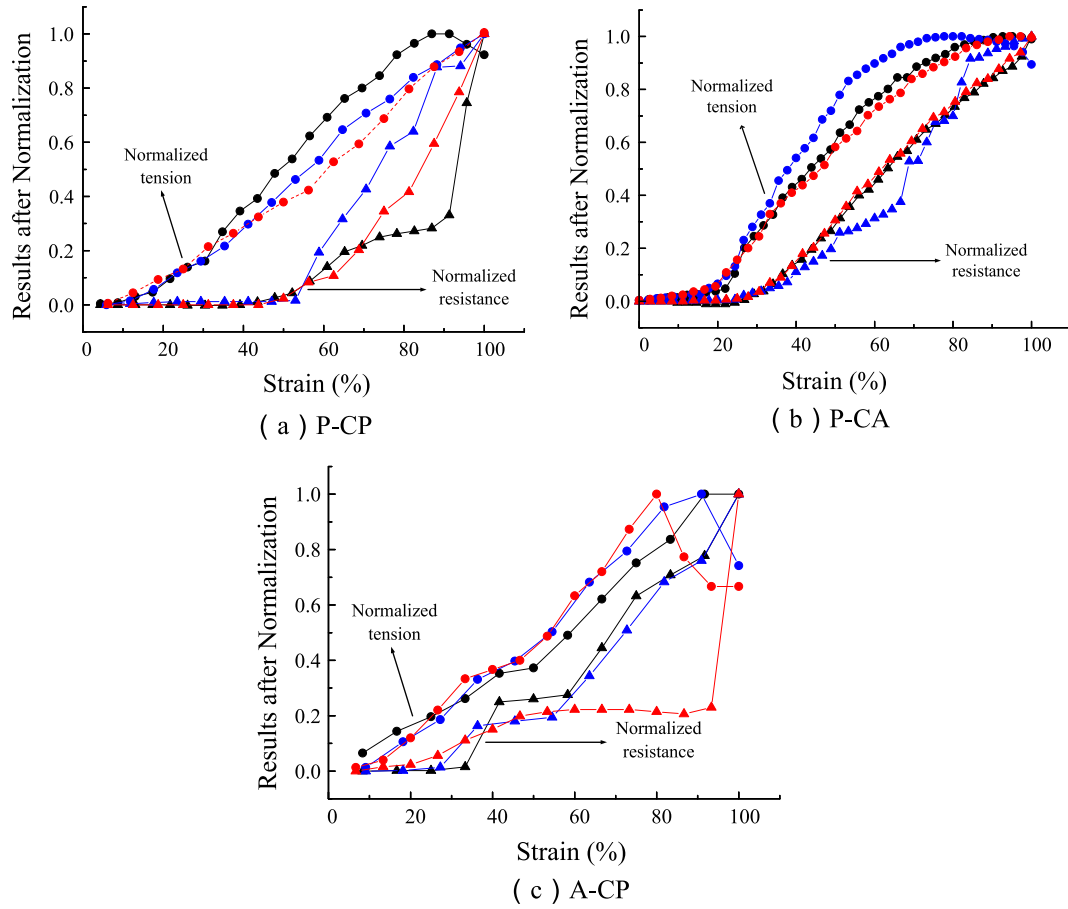 Results after Normalization
1.0
0.8
0.6
0.4
0.2
0.0
Normalized
tension
Normalized
resistance
0
20
40
60
80
100
Strain (%)
( a ) P-CP
Results after Normalization
1.0
0.8
0.6
0.4
0.2
0.0
Normalized
tension
Normalized
resistance
0
20
40
60
80
100
Strain (%)
( b ) P-CA
Results after Normalization
1.0
0.8
0.6
0.4
0.2
0.0
Normalized
tension
Normalized
resistance
0
20
40
60
80
100
Strain (%)
( c ) A-CP